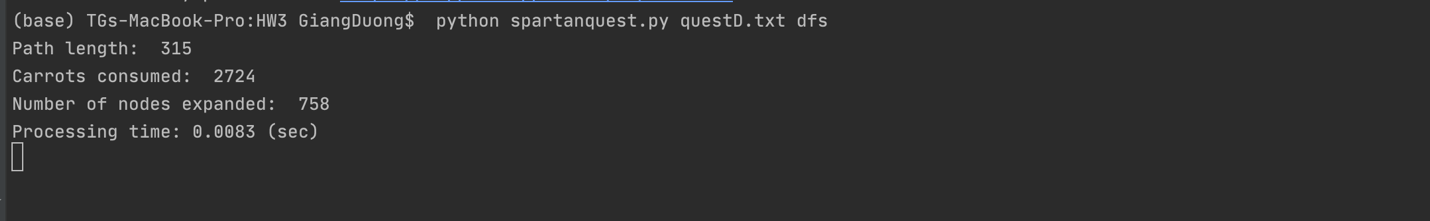 (base) TGs-MacBook-Pro:HW3 GiangDuong$  python spartanquest.py questD.txt dfs
Path length:  315
Carrots consumed:  2724
Number of nodes expanded:  758
Processing time: 0.0083 (sec)